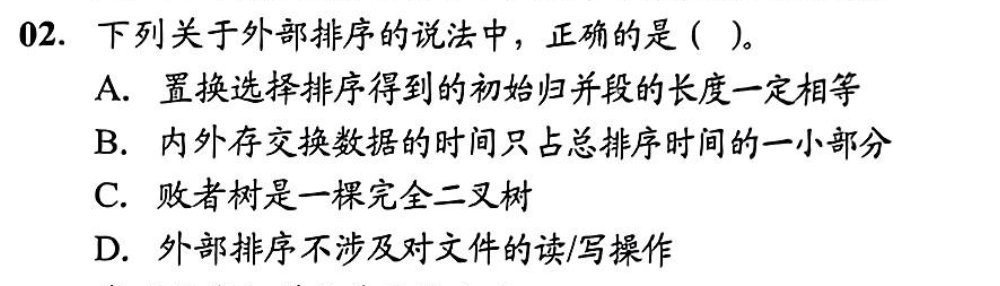 02. 下列关于外部排序的说法中，正确的是（ ）。
A. 置换选择排序得到的初始归并段的长度一定相等
B. 内外存交换数据的时间只占总排序时间的一小部分
C. 败者树是一棵完全二叉树
D. 外部排序不涉及对文件的读/写操作